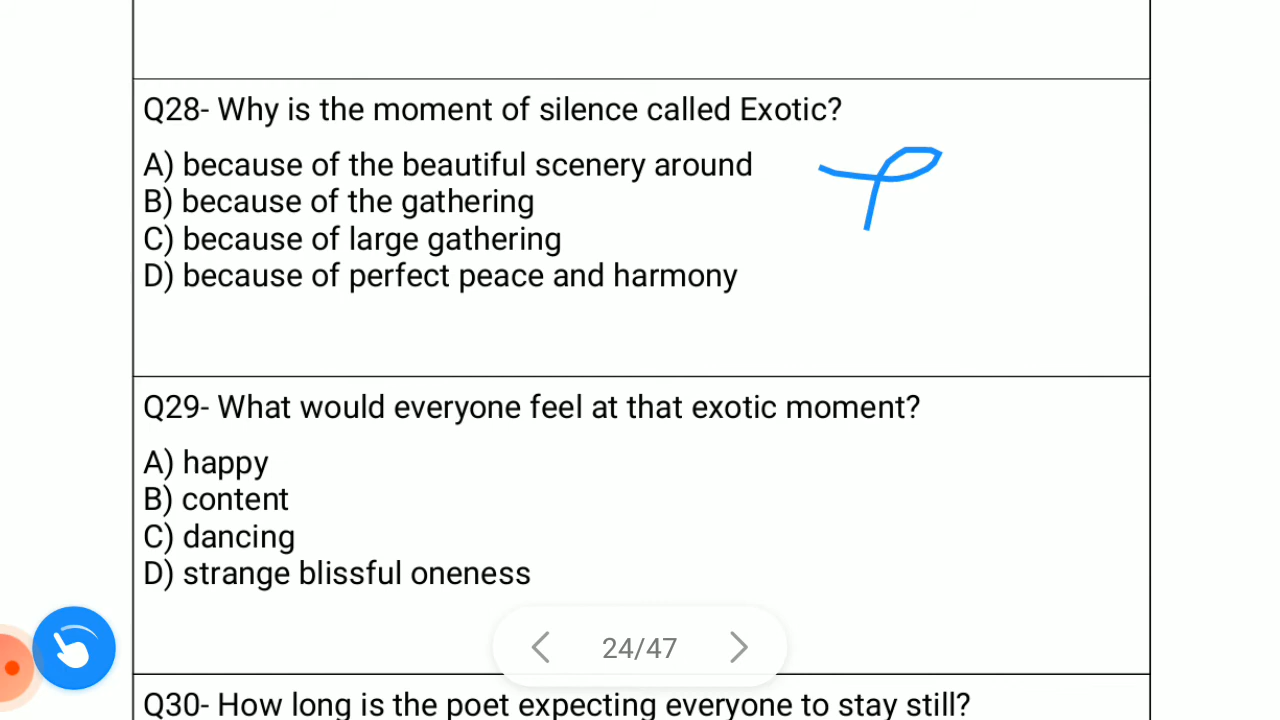 Q28- Why is the moment of silence called Exotic?
A) because of the beautiful scenery around
B) because of the gathering
C) because of large gathering
D) because of perfect peace and harmony
Q29- What would everyone feel at that exotic moment?
A) happy
B) content
C) dancing
D) strange blissful oneness
24/47
Q30- How long is the poet expecting everyone to stay still?